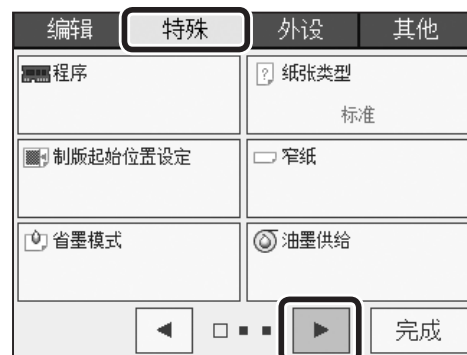 编辑 特殊 外设 其他
程序 纸张类型
标准
制版起始位置设定 窄纸
省墨模式 油墨供给
完成